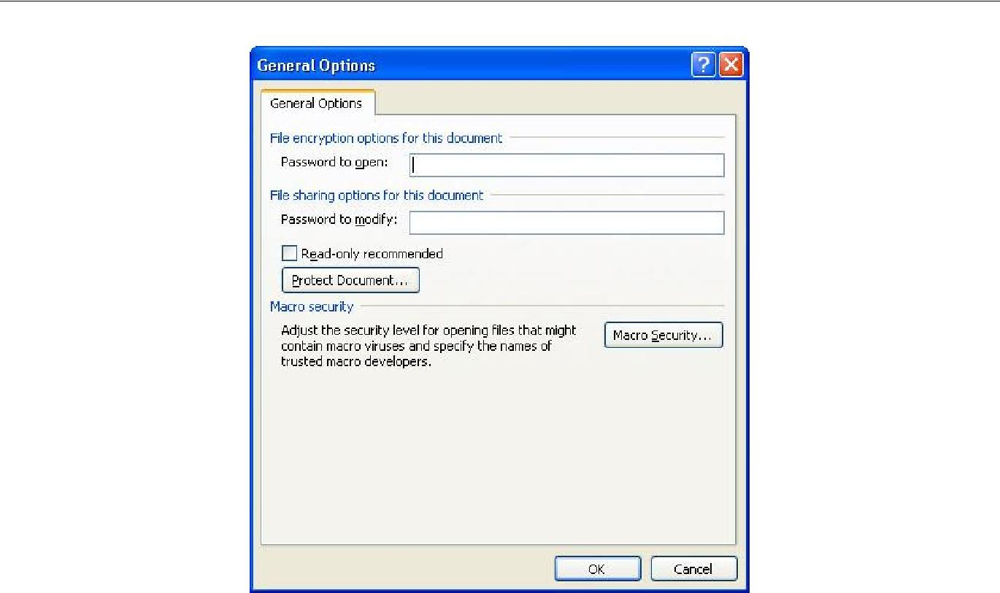 General Options
General Options
File encryption options for this document
Password to open:
File sharing options for this document
Password to modify:
Read-only recommended
Protect Document...
Macro security
Adjust the security level for opening files that might
contain macro viruses and specify the names of
trusted macro developers.
Macro Security...
OK
Cancel